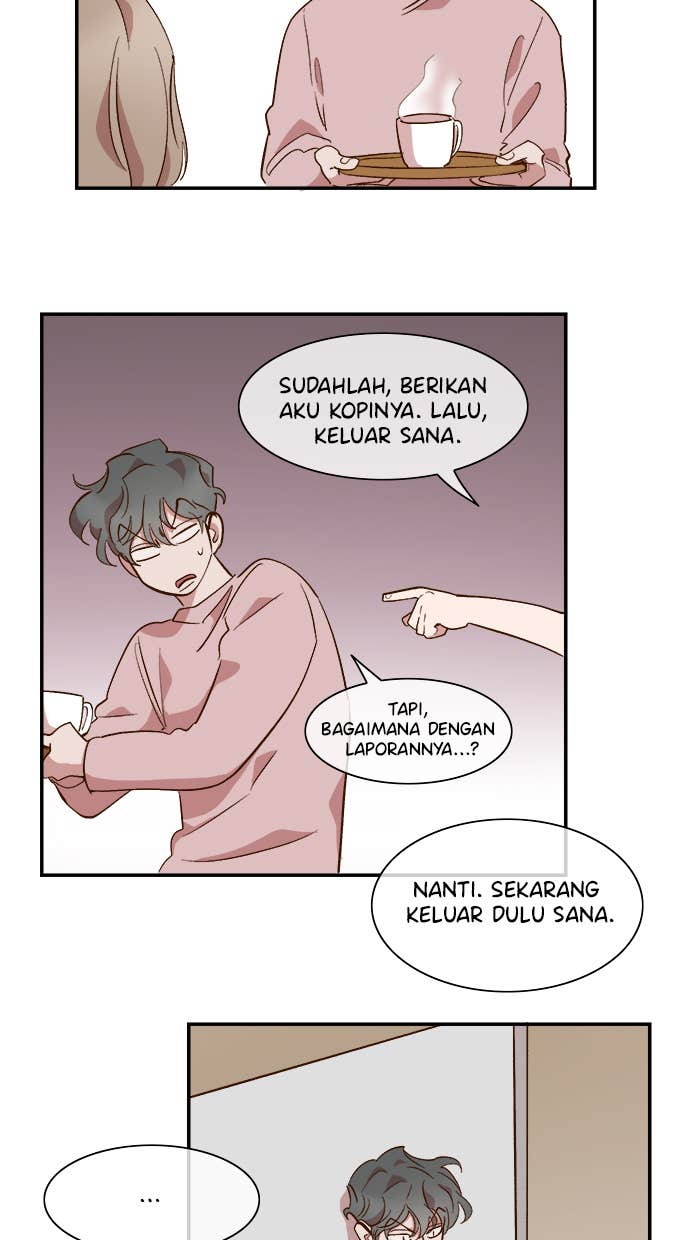 SUDAHLAH, BERIKAN
AKU KOPINYA. LALU,
KELUAR SANA.
TAPI,
BAGAIMANA DENGAN
LAPORANNYA...?
NANTI. SEKARANG
KELUAR DULU SANA.
...